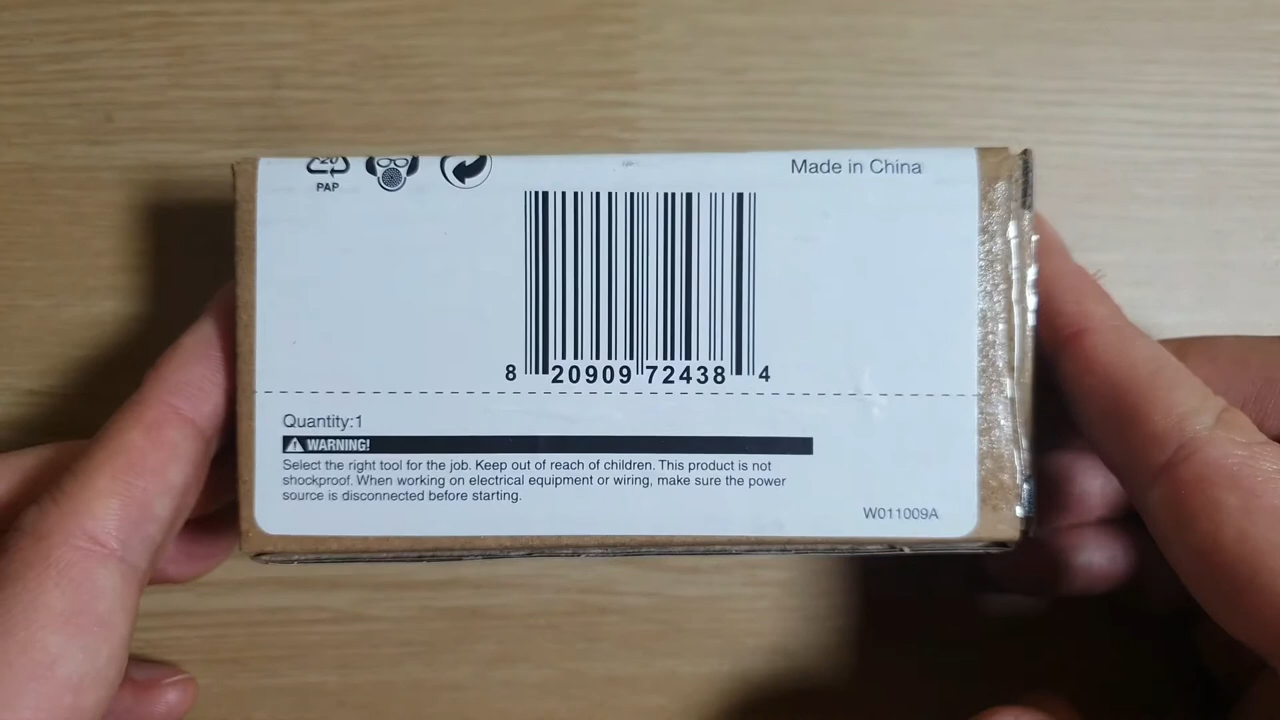 20
PAP
Made in China
8 20909 72438 4
Quantity:1
WARNING!
Select the right tool for the job. Keep out of reach of children. This product is not
shockproof. When working on electrical equipment or wiring, make sure the power
source is disconnected before starting.
W011009A